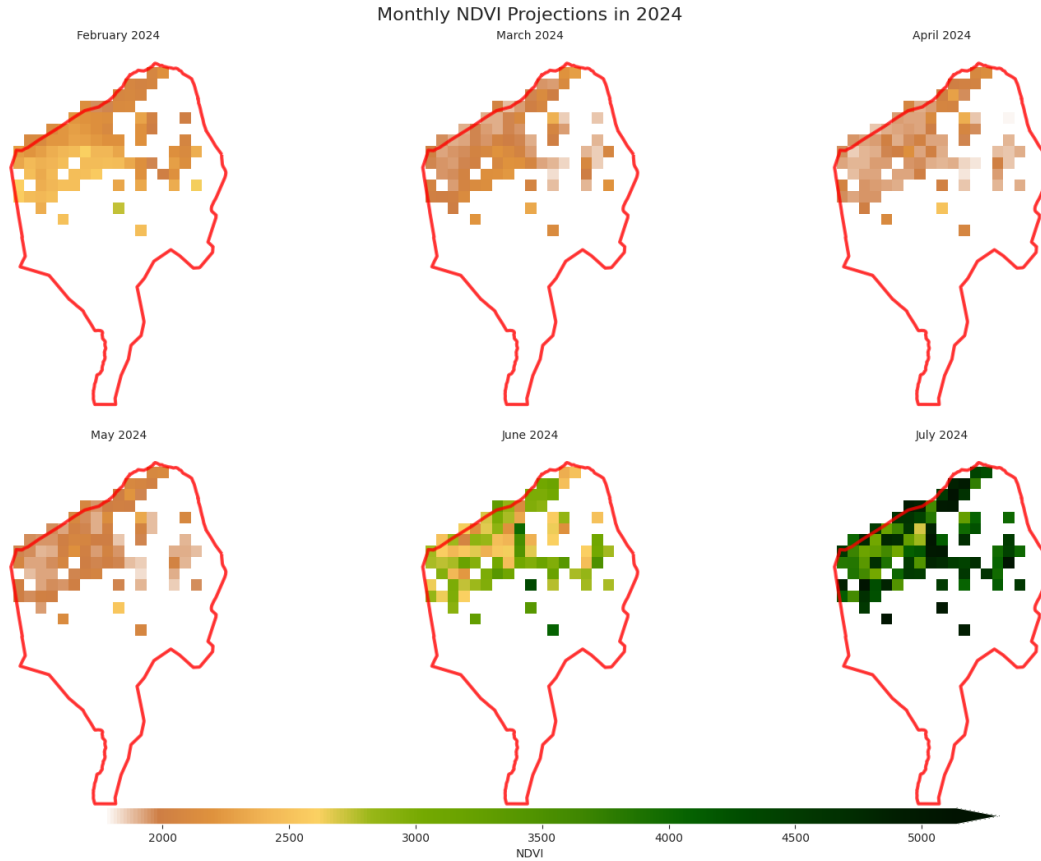 Monthly NDVI Projections in 2024
February 2024
March 2024
April 2024
May 2024
June 2024
July 2024
2000
2500
3000
3500
4000
4500
5000
NDVI